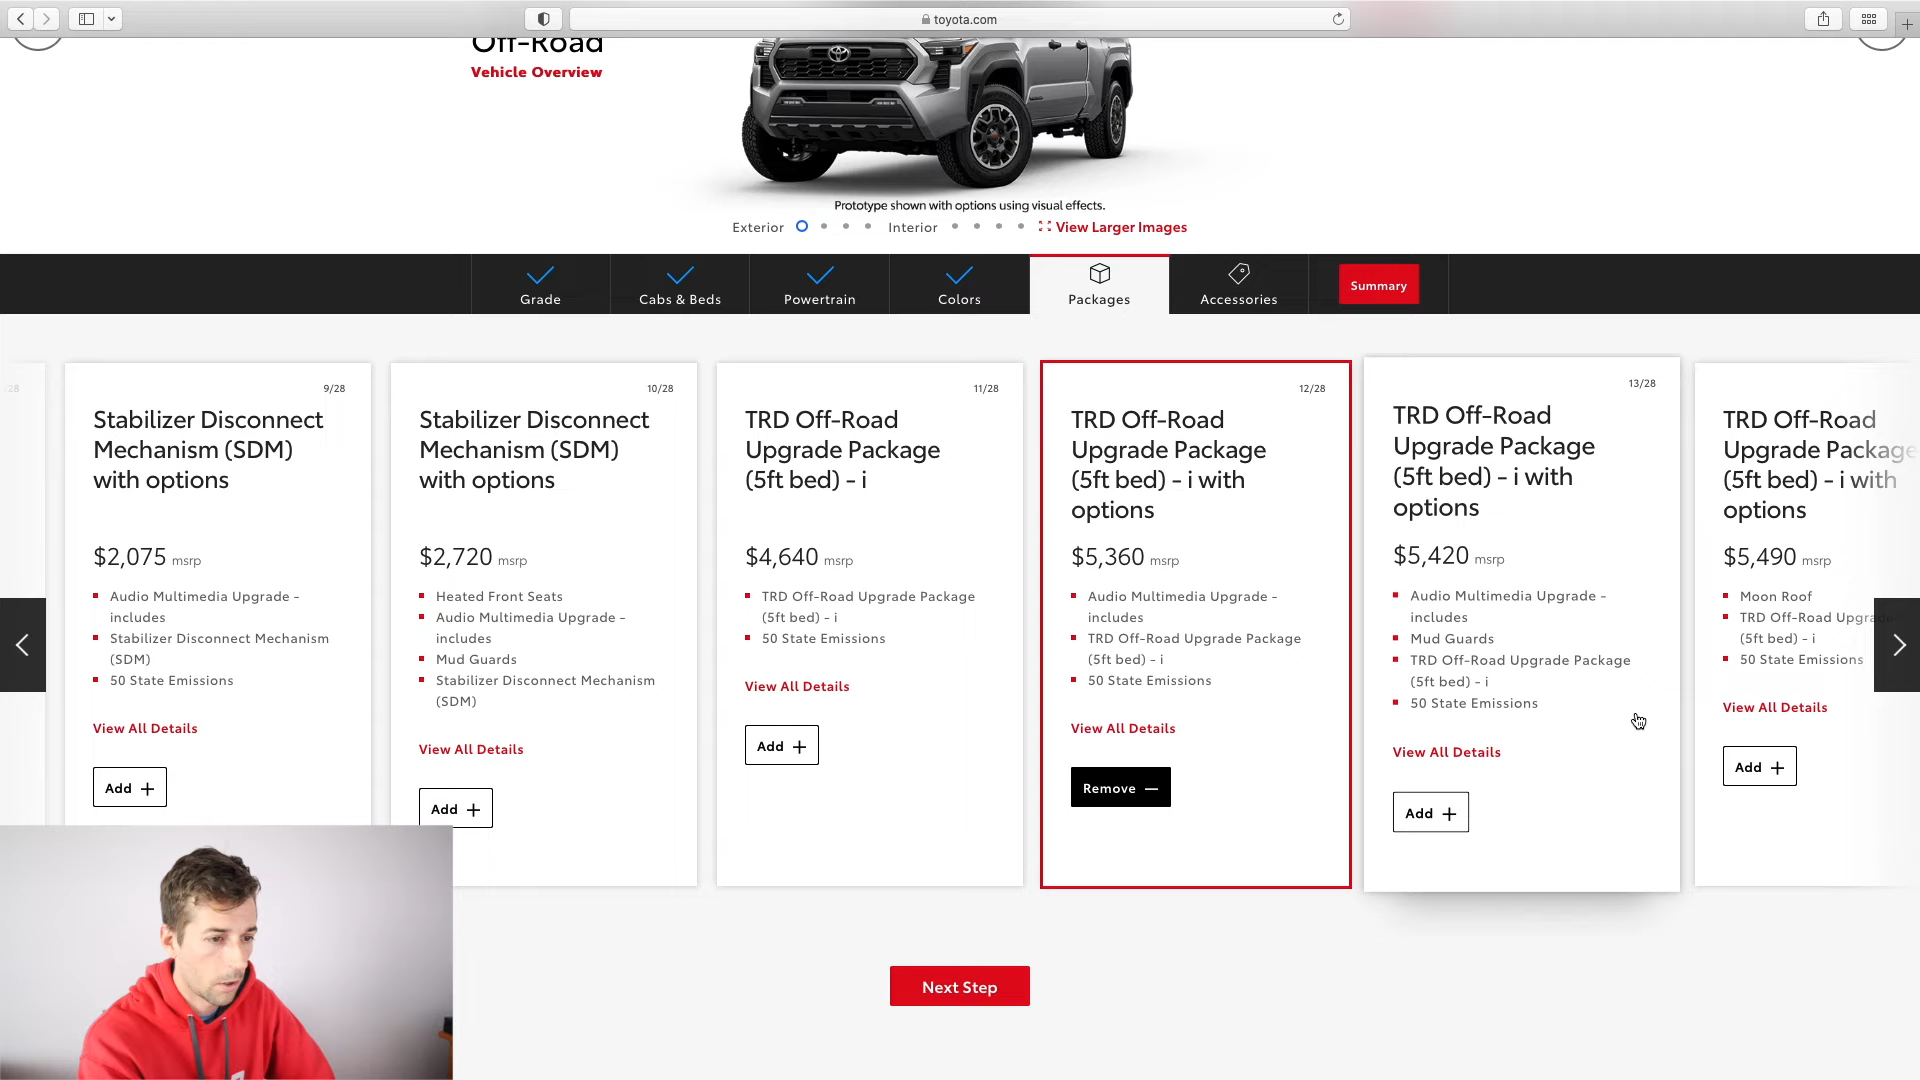 toyota.com
Off-Road
Vehicle Overview
Prototype shown with options using visual effects.
Exterior
Interior
View Larger Images
Grade
Cabs & Beds
Powertrain
Colors
Packages
Accessories
Summary
28
9/28
Stabilizer Disconnect
Mechanism (SDM)
with options
$2,075 msrp
Audio Multimedia Upgrade -
includes
Stabilizer Disconnect Mechanism
(SDM)
50 State Emissions
View All Details
Add +
10/28
Stabilizer Disconnect
Mechanism (SDM)
with options
$2,720 msrp
Heated Front Seats
Audio Multimedia Upgrade -
includes
Mud Guards
Stabilizer Disconnect Mechanism
(SDM)
View All Details
Add +
11/28
TRD Off-Road
Upgrade Package
(5ft bed) - i
$4,640 msrp
TRD Off-Road Upgrade Package
(5ft bed) - i
50 State Emissions
View All Details
Add +
12/28
TRD Off-Road
Upgrade Package
(5ft bed) - i with
options
$5,360 msrp
Audio Multimedia Upgrade -
includes
TRD Off-Road Upgrade Package
(5ft bed) - i
50 State Emissions
View All Details
Remove —
13/28
TRD Off-Road
Upgrade Package
(5ft bed) - i with
options
$5,420 msrp
Audio Multimedia Upgrade -
includes
Mud Guards
TRD Off-Road Upgrade Package
(5ft bed) - i
50 State Emissions
View All Details
Add +
TRD Off-Road
Upgrade Package
(5ft bed) - i with
options
$5,490 msrp
Moon Roof
TRD Off-Road Upgrade
(5ft bed) - i
50 State Emissions
View All Details
Add +
Next Step